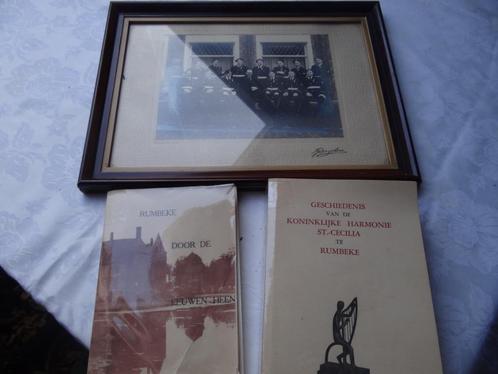 RUMBEKE
DOOR DE
EEUWEN HEEN
GESCHIEDENIS
VAN DE
KONINKLIJKE HARMONIE
ST.-CECILIA
TE
RUMBEKE